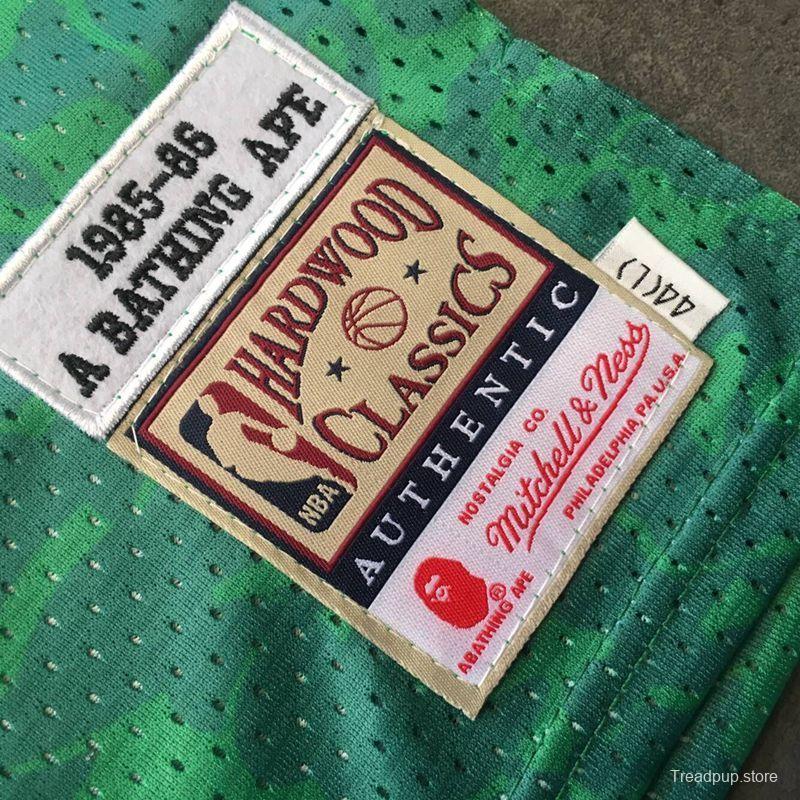 1985-86
A BATHING APE
HARDWOOD
CLASSICS
NBA
AUTHENTIC
NOSTALGIA CO.
Mitchell & Ness
PHILADELPHIA, PA, U.S.A.
A BATHING APE®
44(L)
Treadpup.store